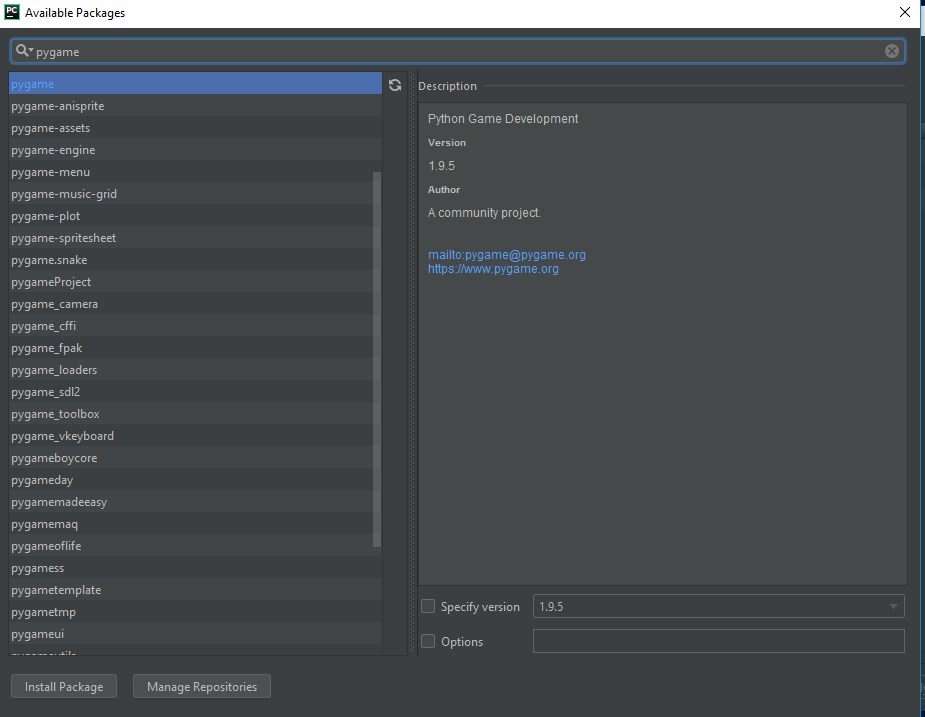 PC Available Packages
pygame
pygame
pygame-anisprite
pygame-assets
pygame-engine
pygame-menu
pygame-music-grid
pygame-plot
pygame-spritesheet
pygame.snake
pygameProject
pygame_camera
pygame_cffi
pygame_fpak
pygame_loaders
pygame_sdl2
pygame_toolbox
pygame_vkeyboard
pygameboycore
pygameday
pygamemadeeasy
pygamemaq
pygameoflife
pygamess
pygametemplate
pygametmp
pygameui
Description
Python Game Development
Version
1.9.5
Author
A community project.
mailto:pygame@pygame.org
https://www.pygame.org
Specify version 1.9.5
Options
Install Package Manage Repositories